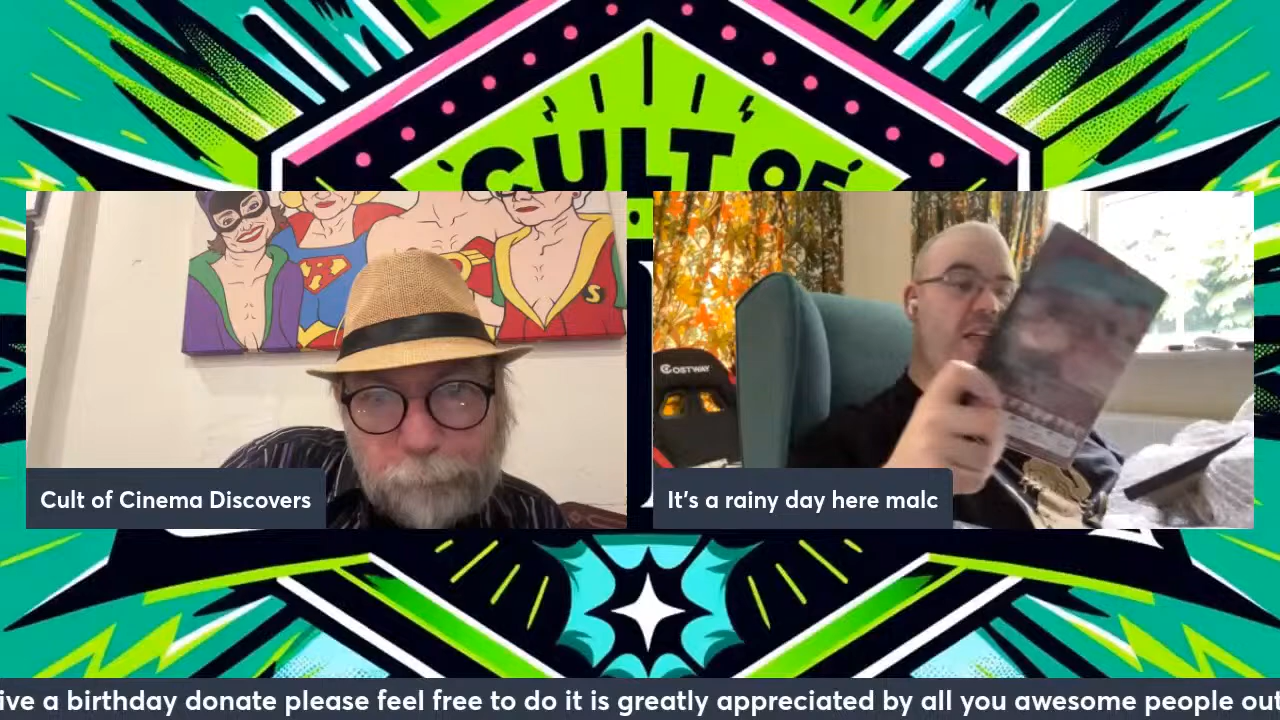 CULT OF
R
S
COSTWAY
Cult of Cinema Discovers
It's a rainy day here malc
ive a birthday donate please feel free to do it is greatly appreciated by all you awesome people out